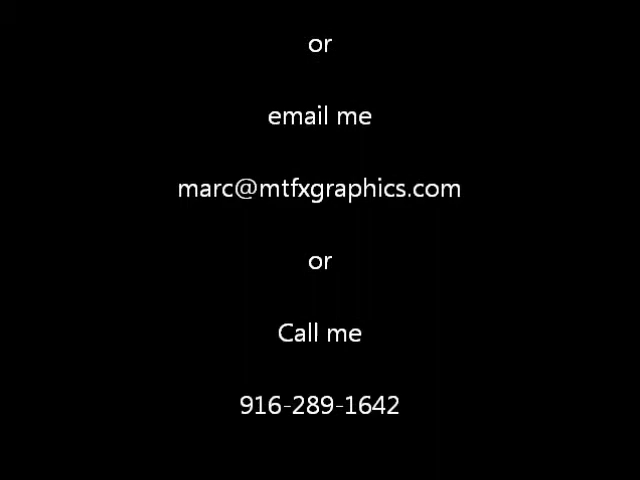 or
email me
marc@mtfxgraphics.com
or
Call me
916-289-1642